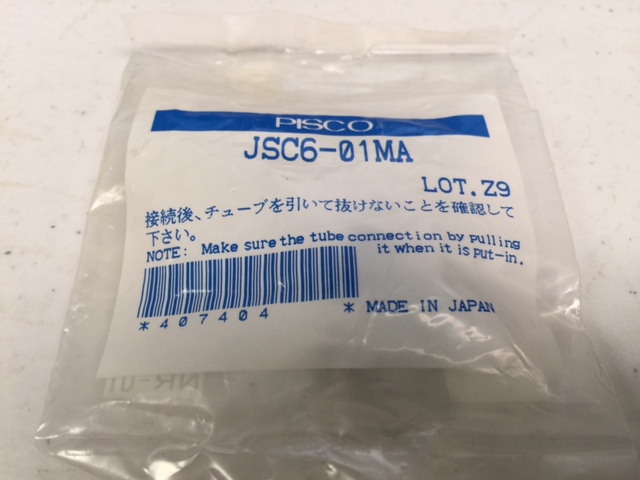 PISCO
JSC6-01MA
LOT.Z9
接続後、チューブを引いて抜けないことを確認して
下さい。
NOTE: Make sure the tube connection by pulling
it when it is put-in.
*407404*
MADE IN JAPAN
NR-01